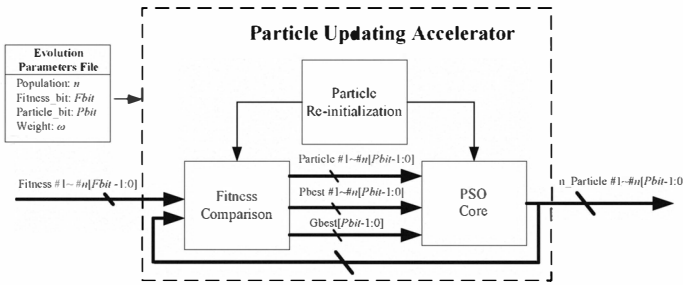 Particle Updating Accelerator
Evolution
Parameters File
Population: n
Fitness_bit: Fbit
Particle_bit: Pbit
Weight: ω
Particle
Re-initialization
Fitness #1~#n[Fbit-1:0]
Fitness
Comparison
Particle #1~#n[Pbit-1:0]
Pbest #1~#n[Pbit-1:0]
Gbest[Pbit-1:0]
PSO
Core
n_Particle #1~#n[Pbit-1:0